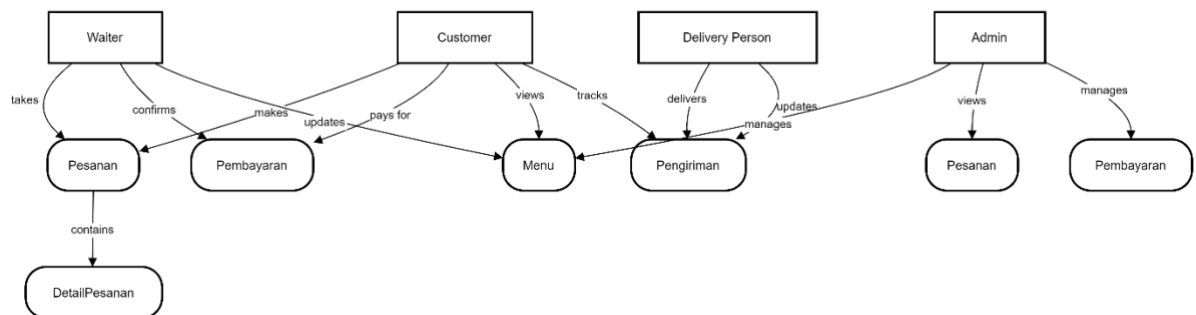 Waiter
Customer
Delivery Person
Admin
takes
confirms
updates
makes
pays for
views
tracks
delivers
updates
manages
views
manages
Pesanan
Pembayaran
Menu
Pengiriman
Pesanan
Pembayaran
contains
DetailPesanan